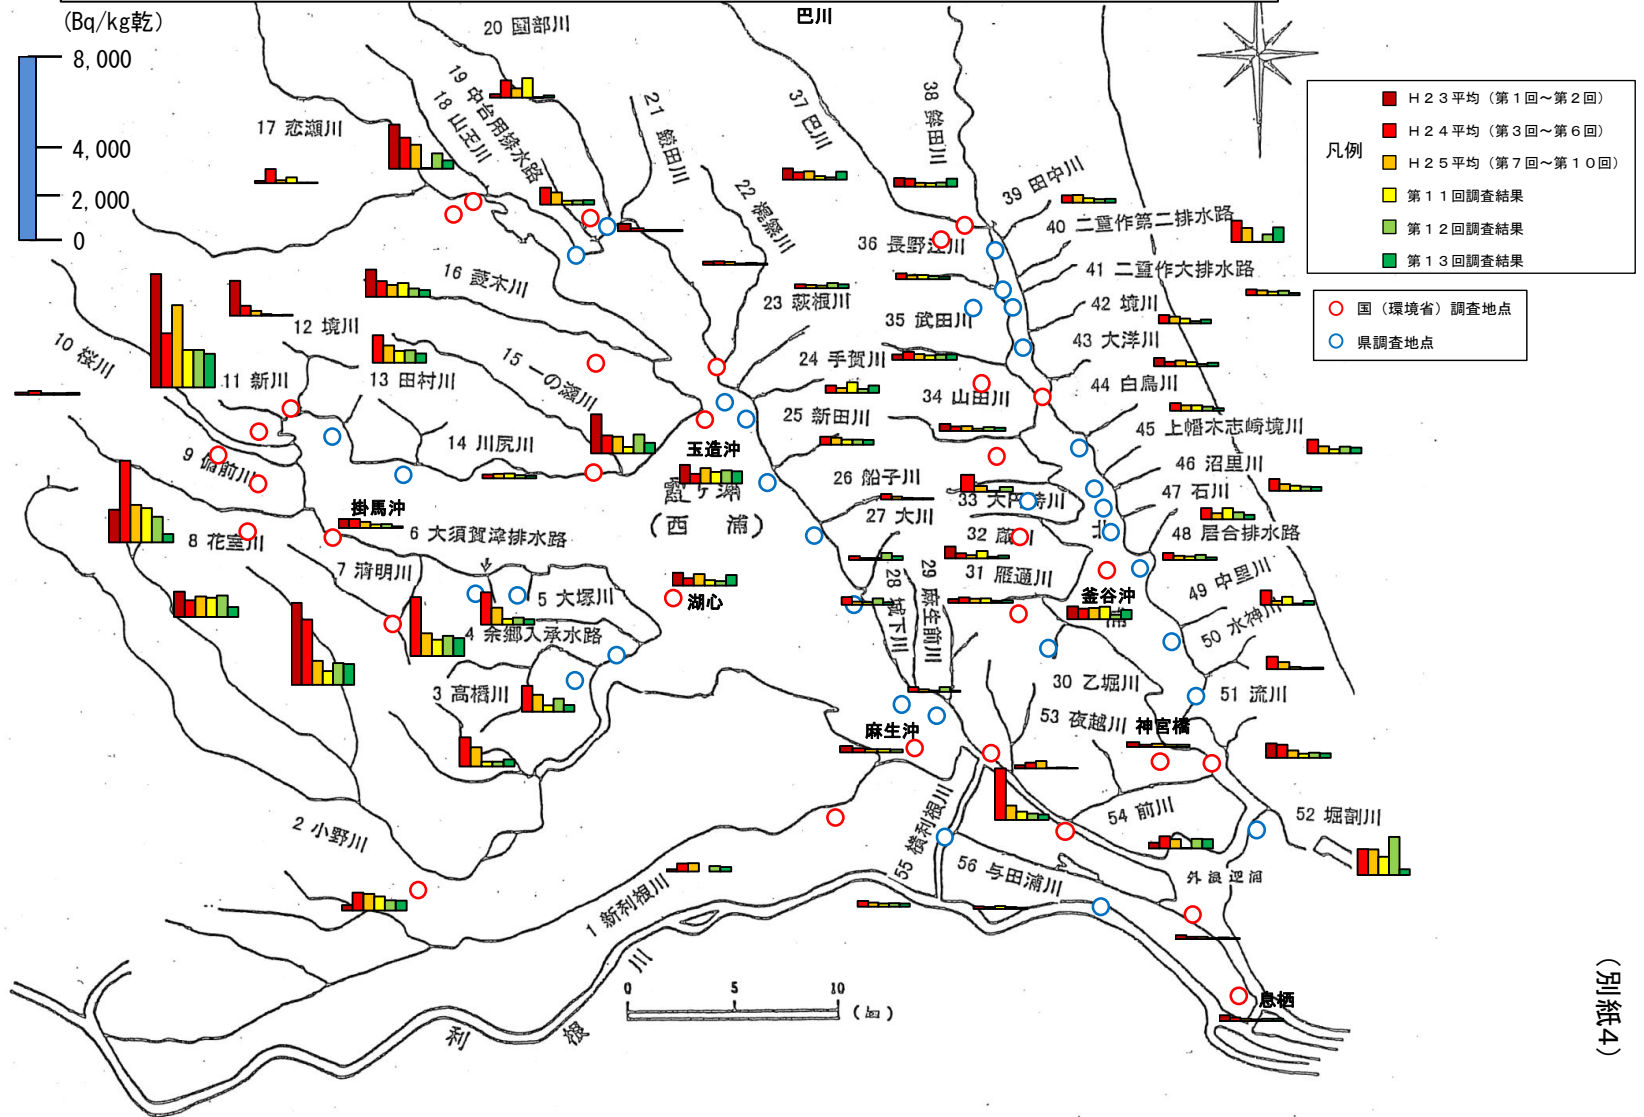 (Bq/kg乾)
8,000
4,000
2,000
0
巴川
凡例
Ｈ２３平均（第１回～第２回）
Ｈ２４平均（第３回～第６回）
Ｈ２５平均（第７回～第１０回）
第１１回調査結果
第１２回調査結果
第１３回調査結果
国（環境省）調査地点
県調査地点
20 園部川
19 中台用排水路
18 山王川
17 恋瀬川
21 鎌田川
22 梶無川
37 巴川
38 鉾田川
39 田中川
40 二重作第二排水路
36 長野江川
41 二重作大排水路
16 菱木川
23 萩根川
35 武田川
42 境川
12 境川
10 桜川
11 新川
13 田村川
15 一の瀬川
24 手賀川
43 大洋川
44 白鳥川
34 山田川
14 川尻川
25 新田川
45 上幡木志崎境川
玉造沖
9 備前川
26 船子川
46 沼里川
霞ヶ浦
（西　浦）
掛馬沖
27 大川
47 石川
北
48 居合排水路
8 花室川
6 大須賀津排水路
7 清明川
31 雁通川
28 城下川
29 麻生前川
49 中里川
5 大塚川
湖心
釜谷沖
50 水神川
4 余郷入承水路
3 高橋川
30 乙堀川
51 流川
53 夜越川
神宮橋
麻生沖
2 小野川
54 前川
52 堀割川
55 横利根川
56 与田浦川
外浪逆浦
1 新利根川
息栖
0
5
10
(㎞)
利
根
川
（別紙４）